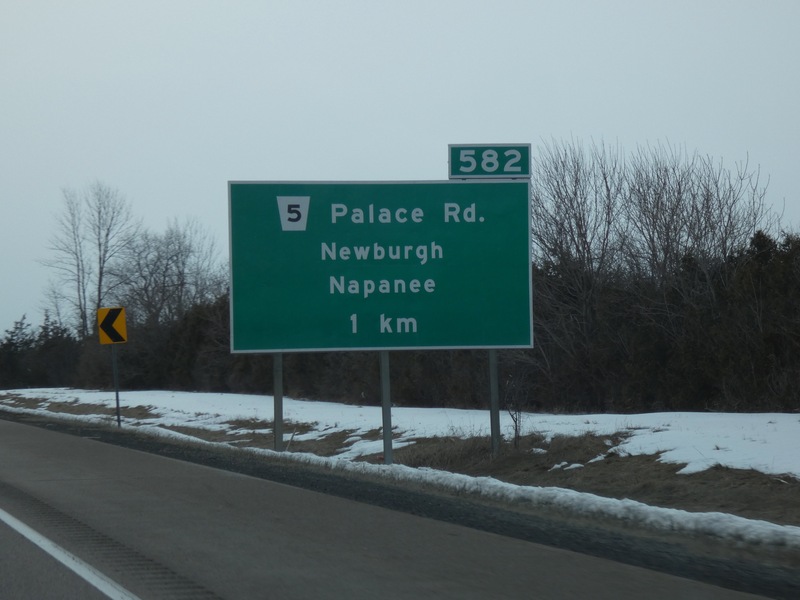 582
5 Palace Rd.
Newburgh
Napanee
1 km